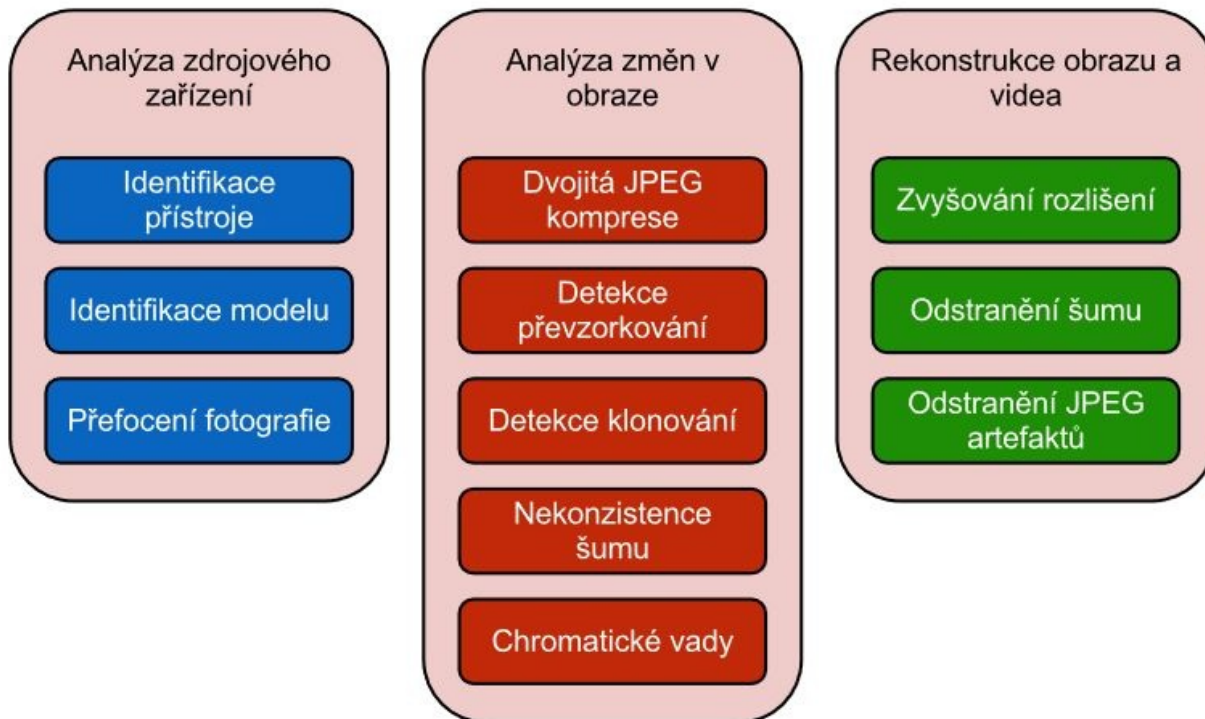 Analýza zdrojového
zařízení
Identifikace
přístroje
Identifikace modelu
Přefocení fotografie
Analýza změn v
obraze
Dvojitá JPEG
komprese
Detekce
převzorkování
Detekce klonování
Nekonzistence
šumu
Chromatické vady
Rekonstrukce obrazu a
videa
Zvyšování rozlišení
Odstranění šumu
Odstranění JPEG
artefaktů